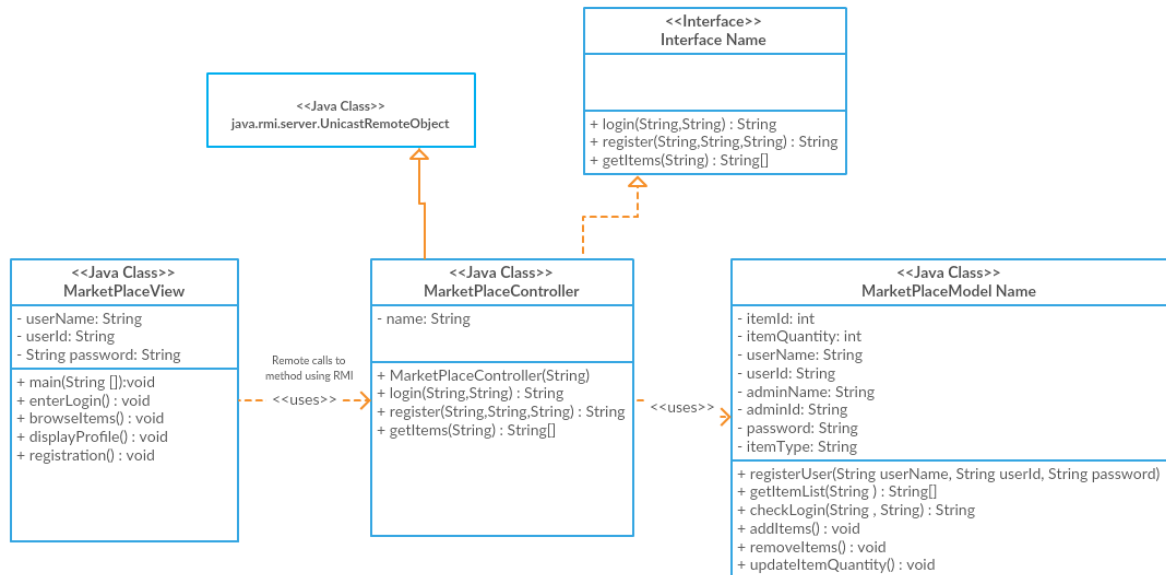 <<Interface>>
Interface Name
+ login(String,String) : String
+ register(String,String,String) : String
+ getItems(String) : String[]
<<Java Class>>
java.rmi.server.UnicastRemoteObject
<<Java Class>>
MarketPlaceView
- userName: String
- userId: String
- String password: String
+ main(String []):void
+ enterLogin() : void
+ browseItems() : void
+ displayProfile() : void
+ registration() : void
Remote calls to
method using RMI
<<uses>>
<<Java Class>>
MarketPlaceController
- name: String
+ MarketPlaceController(String)
+ login(String,String) : String
+ register(String,String,String) : String
+ getItems(String) : String[]
<<uses>>
<<Java Class>>
MarketPlaceModel Name
- itemId: int
- itemQuantity: int
- userName: String
- userId: String
- adminName: String
- adminId: String
- password: String
- itemType: String
+ registerUser(String userName, String userId, String password)
+ getItemList(String ) : String[]
+ checkLogin(String , String) : String
+ addItems() : void
+ removeItems() : void
+ updateItemQuantity() : void